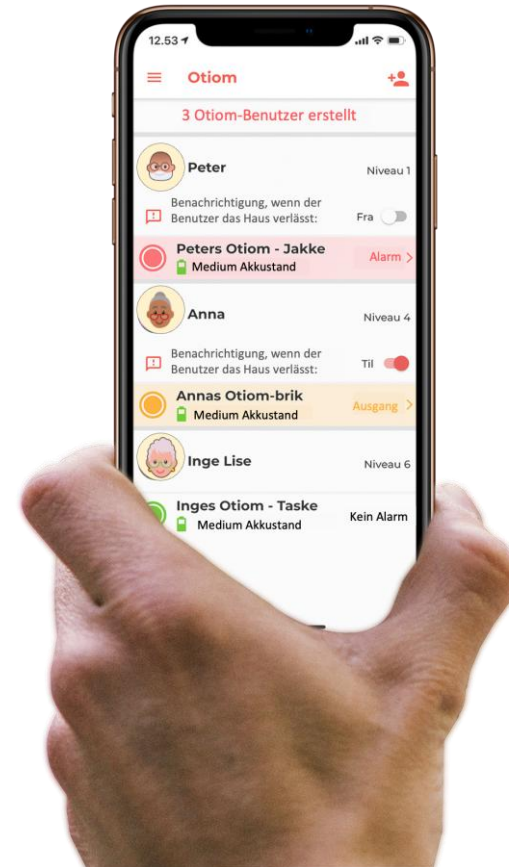 12.53
Otiom
3 Otiom-Benutzer erstellt
Peter
Niveau 1
Benachrichtigung, wenn der
Benutzer das Haus verlässt:
Fra
Peters Otiom - Jakke
Medium Akkustand
Alarm
Anna
Niveau 4
Benachrichtigung, wenn der
Benutzer das Haus verlässt:
Til
Annas Otiom-brik
Medium Akkustand
Ausgang
Inge Lise
Niveau 6
Inges Otiom - Taske
Medium Akkustand
Kein Alarm